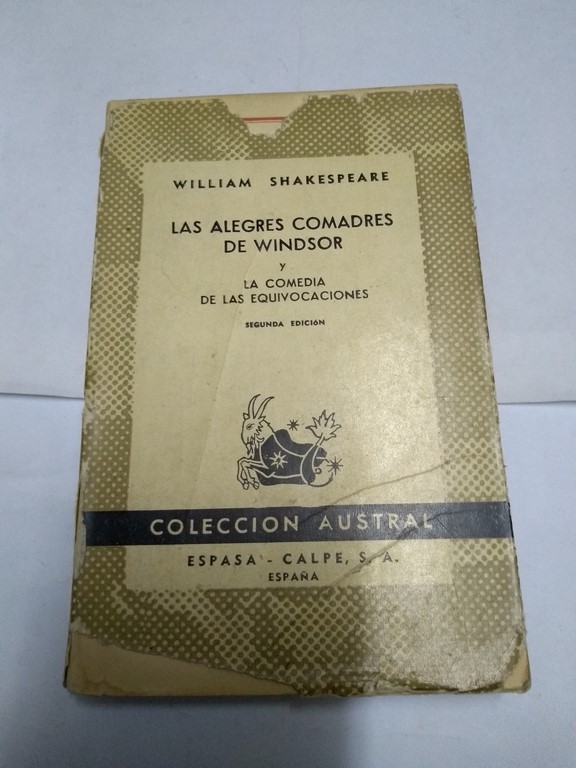 WILLIAM SHAKESPEARE
LAS ALEGRES COMADRES
DE WINDSOR
y
LA COMEDIA
DE LAS EQUIVOCACIONES
SEGUNDA EDICIÓN
COLECCION AUSTRAL
ESPASA - CALPE, S. A.
ESPAÑA